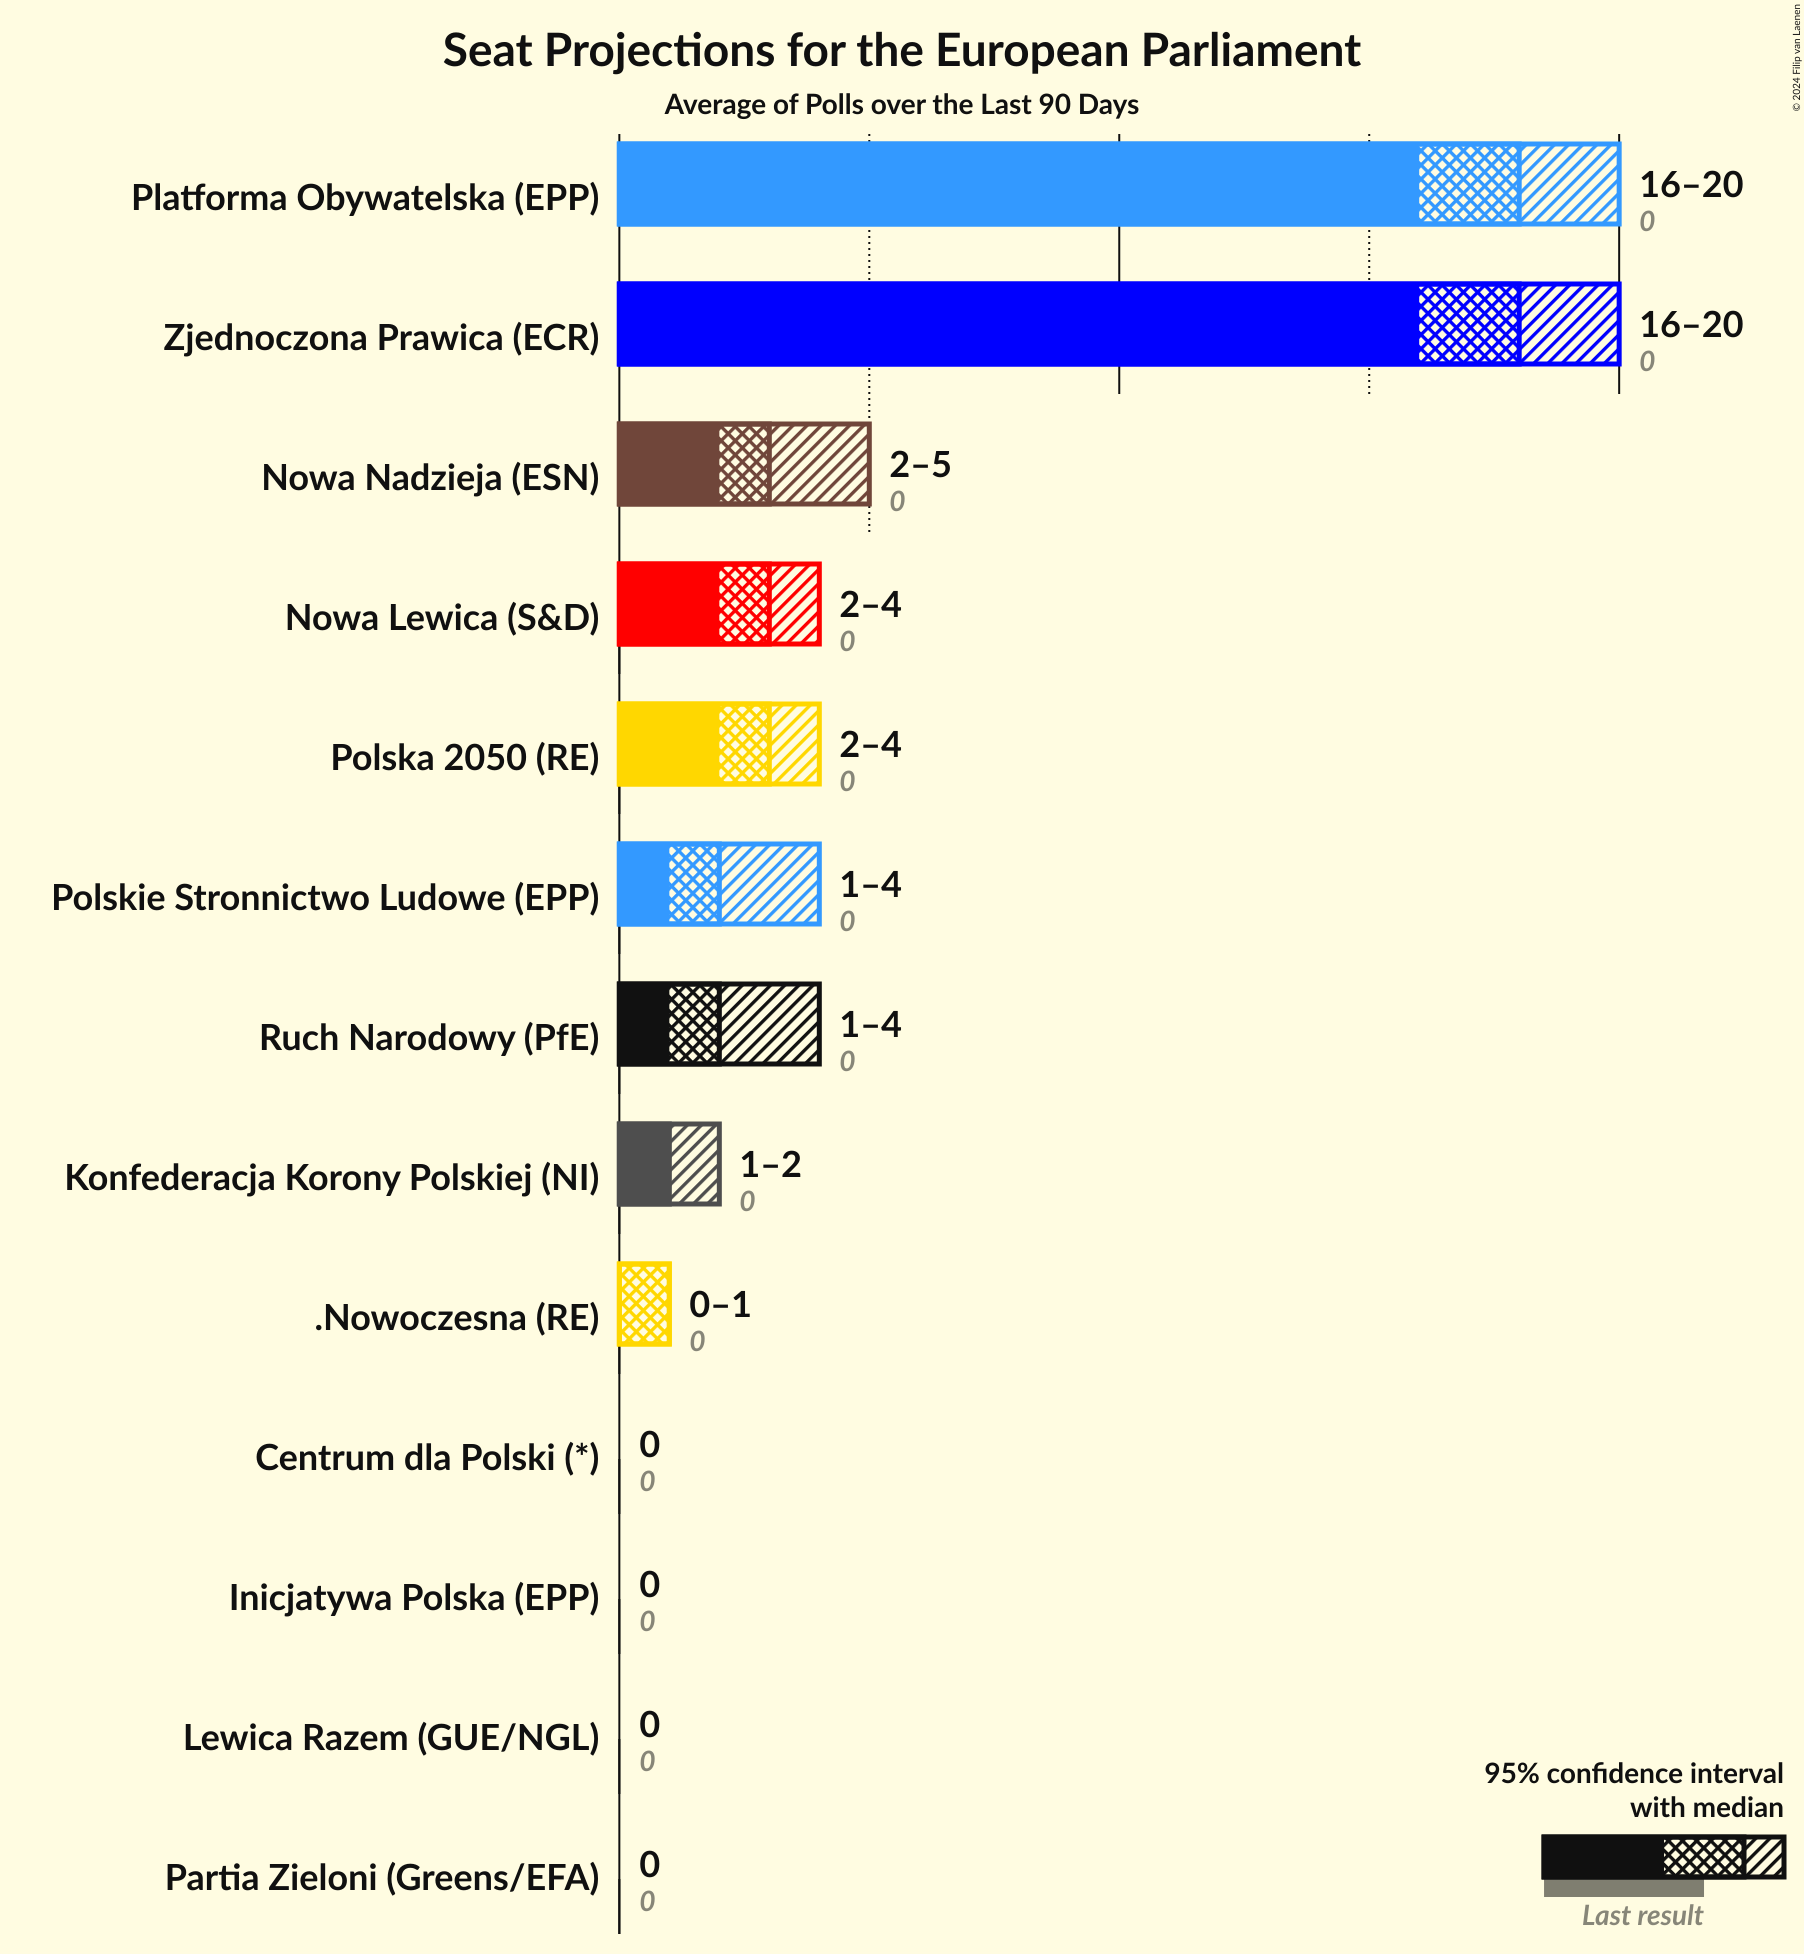 Seat Projections for the European Parliament
Average of Polls over the Last 90 Days
© 2024 Filip van Laenen
Platforma Obywatelska (EPP)
16–20
0
Zjednoczona Prawica (ECR)
16–20
0
Nowa Nadzieja (ESN)
2–5
0
Nowa Lewica (S&D)
2–4
0
Polska 2050 (RE)
2–4
0
Polskie Stronnictwo Ludowe (EPP)
1–4
0
Ruch Narodowy (PfE)
1–4
0
Konfederacja Korony Polskiej (NI)
1–2
0
.Nowoczesna (RE)
0–1
0
Centrum dla Polski (*)
0
0
Inicjatywa Polska (EPP)
0
0
Lewica Razem (GUE/NGL)
0
0
Partia Zieloni (Greens/EFA)
0
0
95% confidence interval
with median
Last result